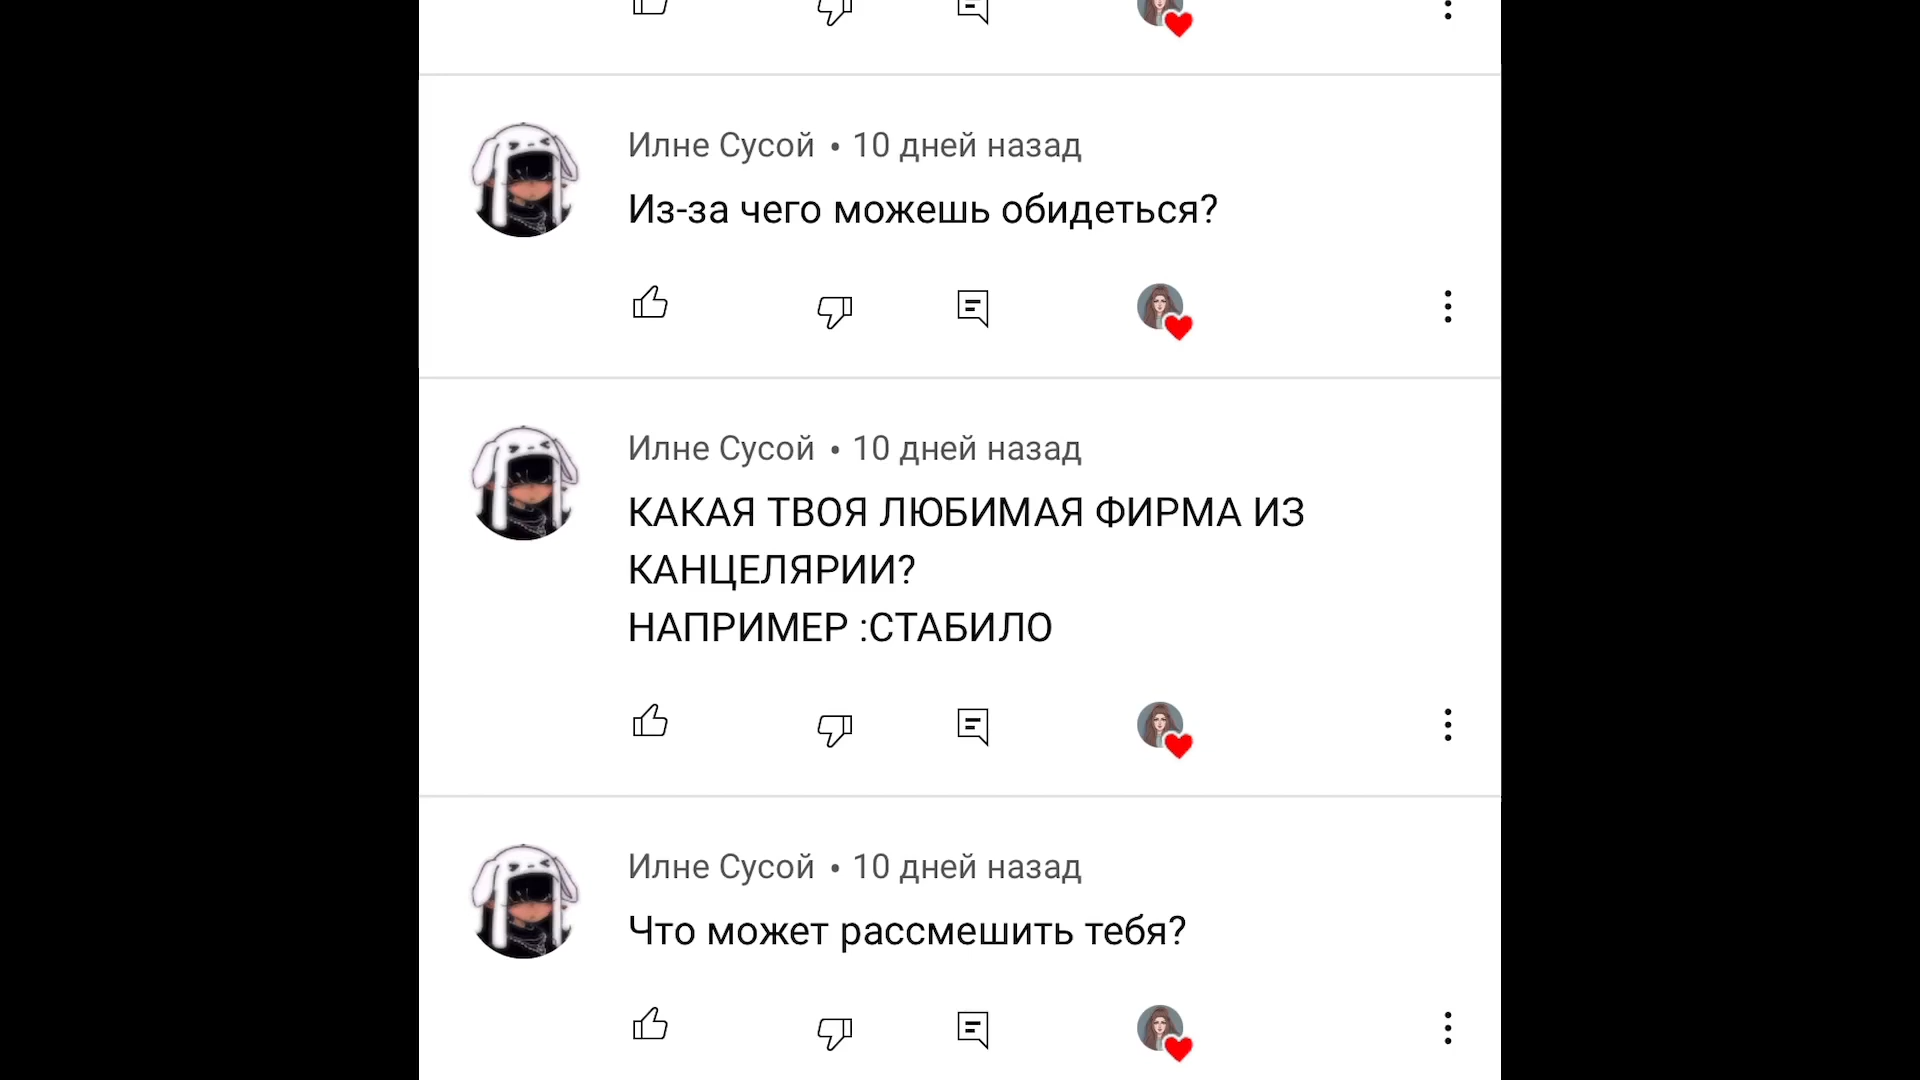 Илне Сусой • 10 дней назад
Из-за чего можешь обидеться?
Илне Сусой • 10 дней назад
КАКАЯ ТВОЯ ЛЮБИМАЯ ФИРМА ИЗ
КАНЦЕЛЯРИИ?
НАПРИМЕР :СТАБИЛО
Илне Сусой • 10 дней назад
Что может рассмешить тебя?